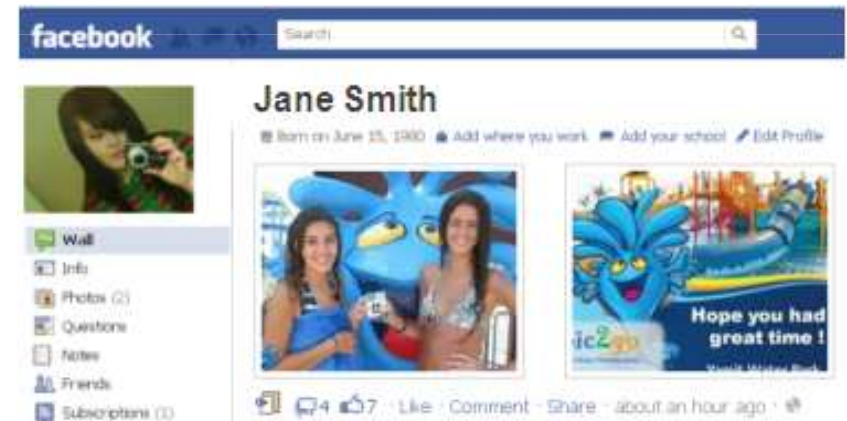 facebook
Search
Jane Smith
Born on June 15, 1980 Add where you work Add your school Edit Profile
Wall
Info
Photos (2)
Questions
Notes
Friends
Subscriptions (1)
Hope you had
great time !
ic2go
Water Park
4 7 · Like · Comment · Share · about an hour ago ·